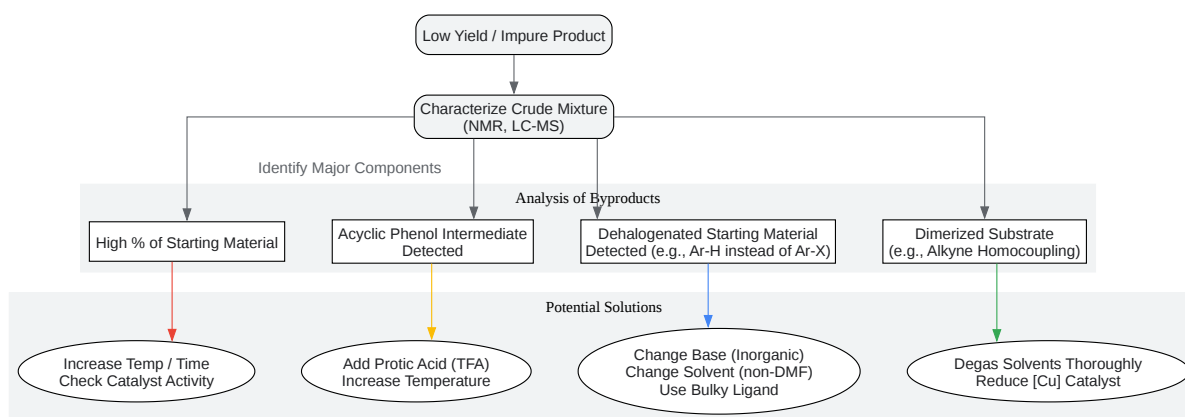 Low Yield / Impure Product
Characterize Crude Mixture
(NMR, LC-MS)
Identify Major Components
Analysis of Byproducts
High % of Starting Material
Acyclic Phenol Intermediate
Detected
Dehalogenated Starting Material
Detected (e.g., Ar-H instead of Ar-X)
Dimerized Substrate
(e.g., Alkyne Homocoupling)
Potential Solutions
Increase Temp / Time
Check Catalyst Activity
Add Protic Acid (TFA)
Increase Temperature
Change Base (Inorganic)
Change Solvent (non-DMF)
Use Bulky Ligand
Degas Solvents Thoroughly
Reduce [Cu] Catalyst